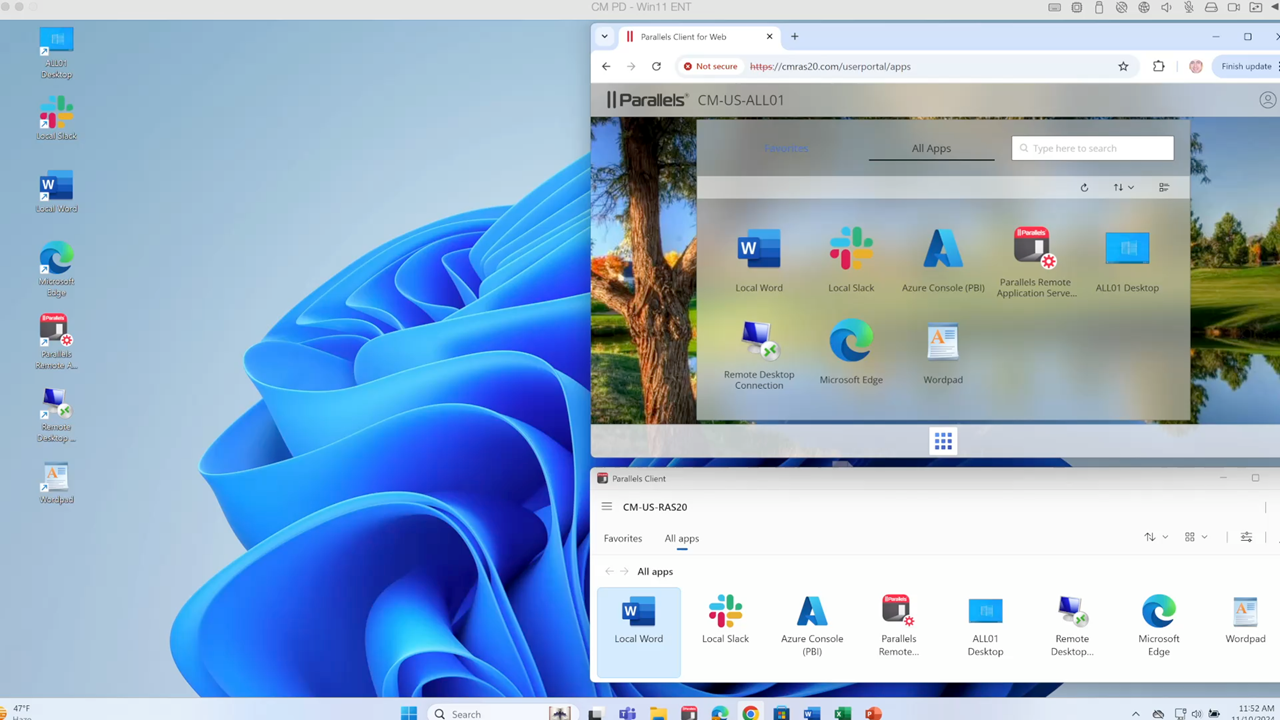 CM PD - Win11 ENT
ALL01
Desktop
Local Slack
Local Word
Microsoft
Edge
Parallels
Parallels
Remote A...
Remote
Desktop ...
Wordpad
Parallels Client for Web
Not secure
https://cmras20.com/userportal/apps
Finish update
Parallels® CM-US-ALL01
Favorites
All Apps
Type here to search
Local Word
Local Slack
Azure Console (PBI)
Parallels
Parallels Remote
Application Serve...
ALL01 Desktop
Remote Desktop
Connection
Microsoft Edge
Wordpad
Parallels Client
CM-US-RAS20
Favorites
All apps
All apps
Local Word
Local Slack
Azure Console
(PBI)
Parallels
Parallels
Remote...
ALL01
Desktop
Remote
Desktop...
Microsoft
Edge
Wordpad
47°F
Haze
Search
11:52 AM